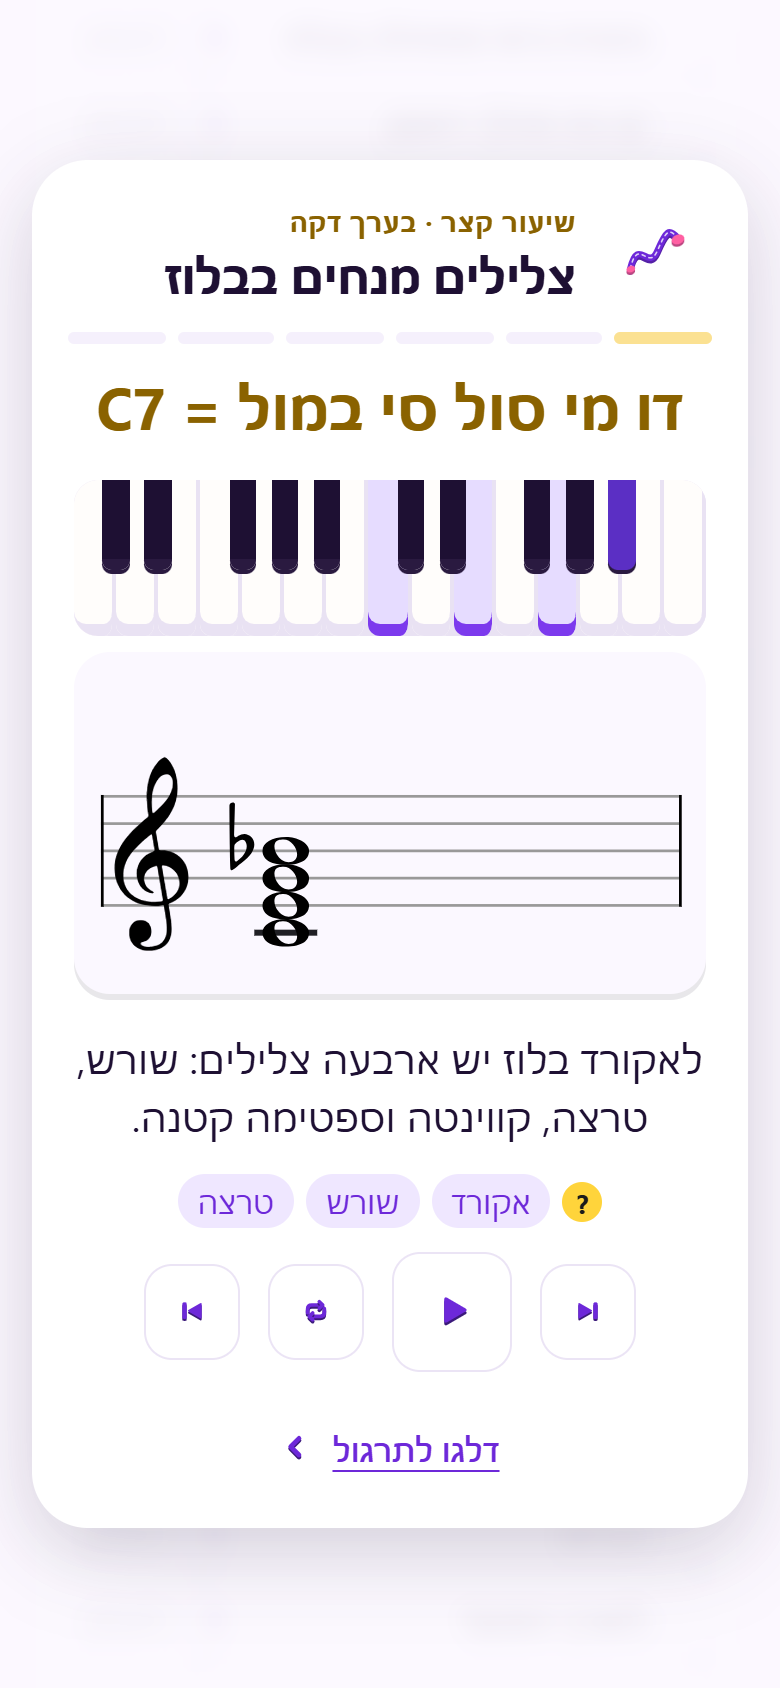 שיעור קצר · בערך דקה
צלילים מנחים בבלוז
דו מי סול סי במול = C7
לאקורד בלוז יש ארבעה צלילים: שורש,
טרצה, קווינטה וספטימה קטנה.
? אקורד שורש טרצה
דלגו לתרגול